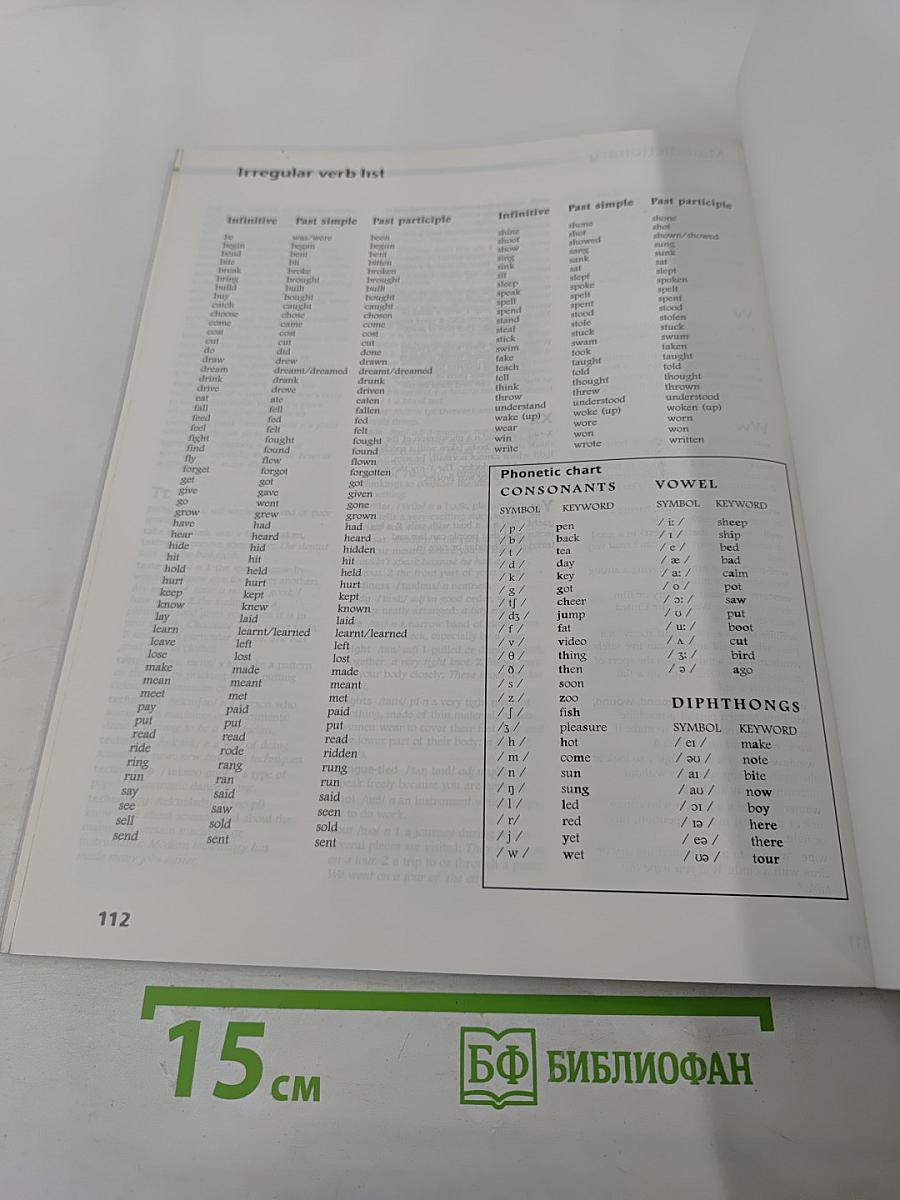 Irregular verb list
Infinitive Past simple Past participle
be was/were been
begin began begun
bend bent bent
bite bit bitten
break broke broken
bring brought brought
build built built
buy bought bought
catch caught caught
choose chose chosen
come came come
cost cost cost
cut cut cut
do did done
draw drew drawn
dream dreamt/dreamed dreamt/dreamed
drink drank drunk
drive drove driven
eat ate eaten
fall fell fallen
feed fed fed
feel felt felt
fight fought fought
find found found
fly flew flown
forget forgot forgotten
get got got
give gave given
go went gone
grow grew grown
have had had
hear heard heard
hide hid hidden
hit hit hit
hold held held
hurt hurt hurt
keep kept kept
know knew known
lay laid laid
learn learnt/learned learnt/learned
leave left left
lose lost lost
make made made
mean meant meant
meet met met
pay paid paid
put put put
read read read
ride rode ridden
ring rang rung
run ran run
say said said
see saw seen
sell sold sold
send sent sent
Infinitive Past simple Past participle
shine shone shone
shoot shot shot
show showed shown/showed
sing sang sung
sink sank sunk
sit sat sat
sleep slept slept
speak spoke spoken
spell spelt spelt
spend spent spent
stand stood stood
steal stole stolen
stick stuck stuck
swim swam swum
take took taken
teach taught taught
tell told told
think thought thought
throw threw thrown
understand understood understood
wake (up) woke (up) woken (up)
wear wore worn
win won won
write wrote written
Phonetic chart
CONSONANTS
SYMBOL KEYWORD
/ p / pen
/ b / back
/ t / tea
/ d / day
/ k / key
/ g / got
/ tʃ / cheer
/ dʒ / jump
/ f / fat
/ v / video
/ θ / thing
/ ð / then
/ s / soon
/ z / zoo
/ ʃ / fish
/ʒ / pleasure
/ h / hot
/ m / come
/ n / sun
/ ŋ / sung
/ l / led
/ r/ red
/ j / yet
/ w / wet
VOWEL
SYMBOL KEYWORD
/ iː / sheep
/ ɪ / ship
/ e / bed
/ æ / bad
/ aː / calm
/ o / pot
/ ɔː / saw
/ ʊ / put
/ uː / boot
/ ʌ / cut
/ ɜː / bird
/ ə / ago
DIPHTHONGS
SYMBOL KEYWORD
/ eɪ / make
/ əʊ / note
/ aɪ / bite
/ aʊ / now
/ ɔɪ / boy
/ ɪə / here
/ eə / there
/ ʊə / tour
112
15 см
БФ БИБЛИОФАН